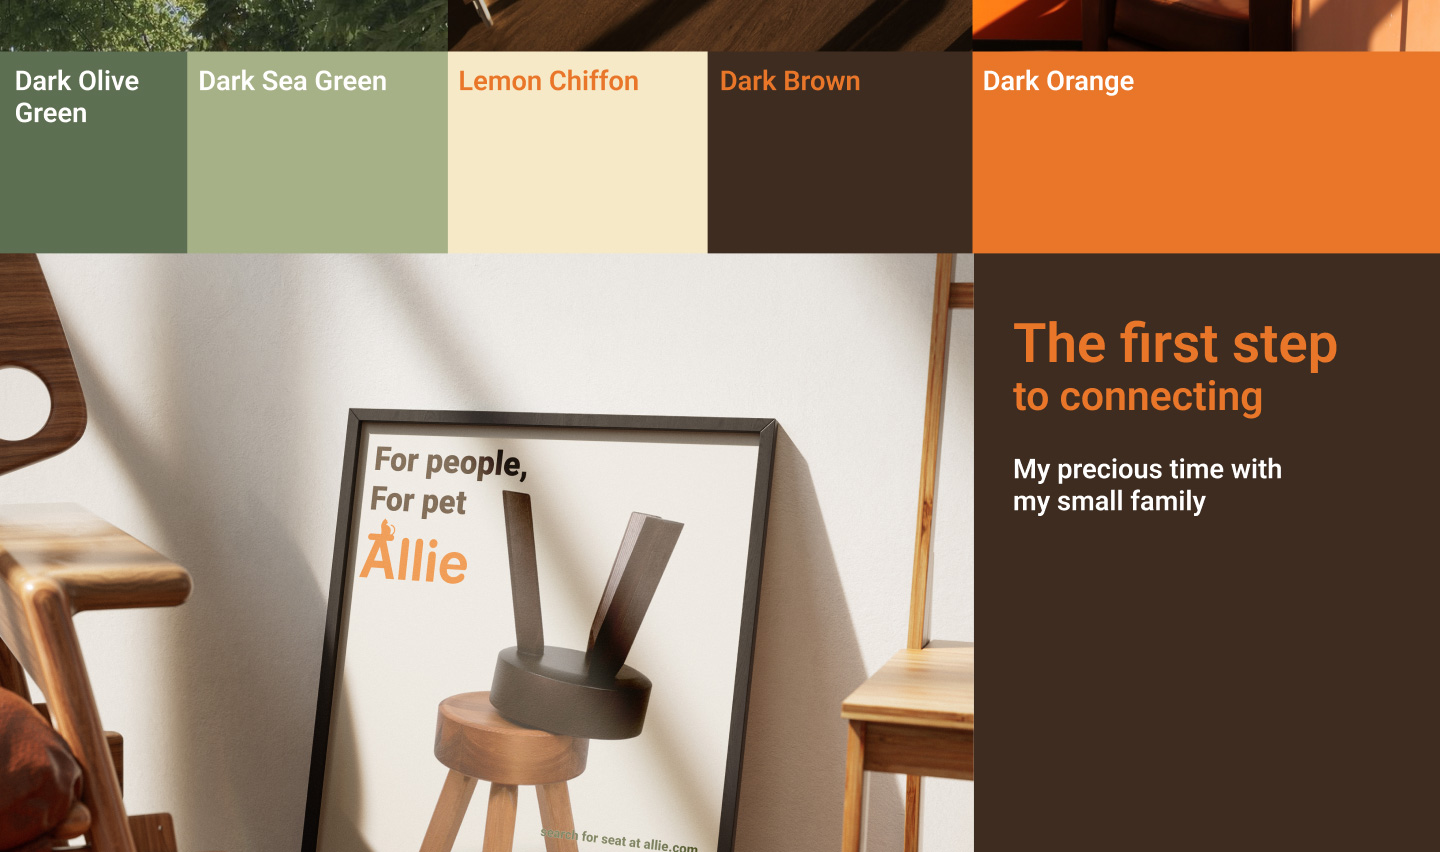 Dark Olive
Green
Dark Sea Green
Lemon Chiffon
Dark Brown
Dark Orange
For people,
For pet
Allie
search for seat at allie.com
The first step
to connecting
My precious time with
my small family